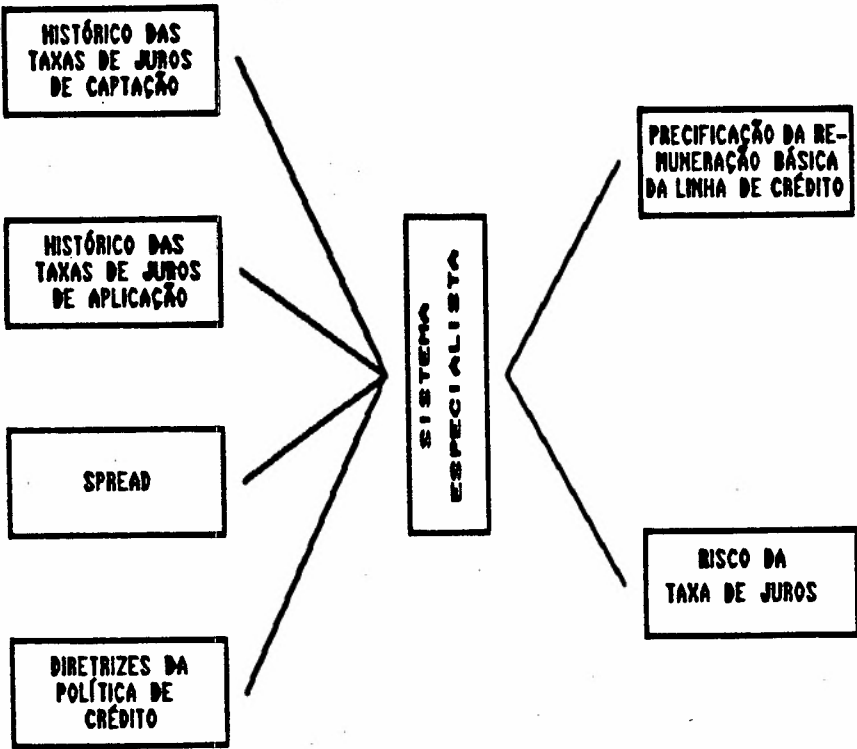 HISTÓRICO DAS
TAXAS DE JUROS
DE CAPTAÇÃO
HISTÓRICO DAS
TAXAS DE JUROS
DE APLICAÇÃO
SPREAD
DIRETRIZES DA
POLÍTICA DE
CRÉDITO
SISTEMA
ESPECIALISTA
PRECIFICAÇÃO DA RE-
MUNERAÇÃO BÁSICA
DA LINHA DE CRÉDITO
RISCO DA
TAXA DE JUROS